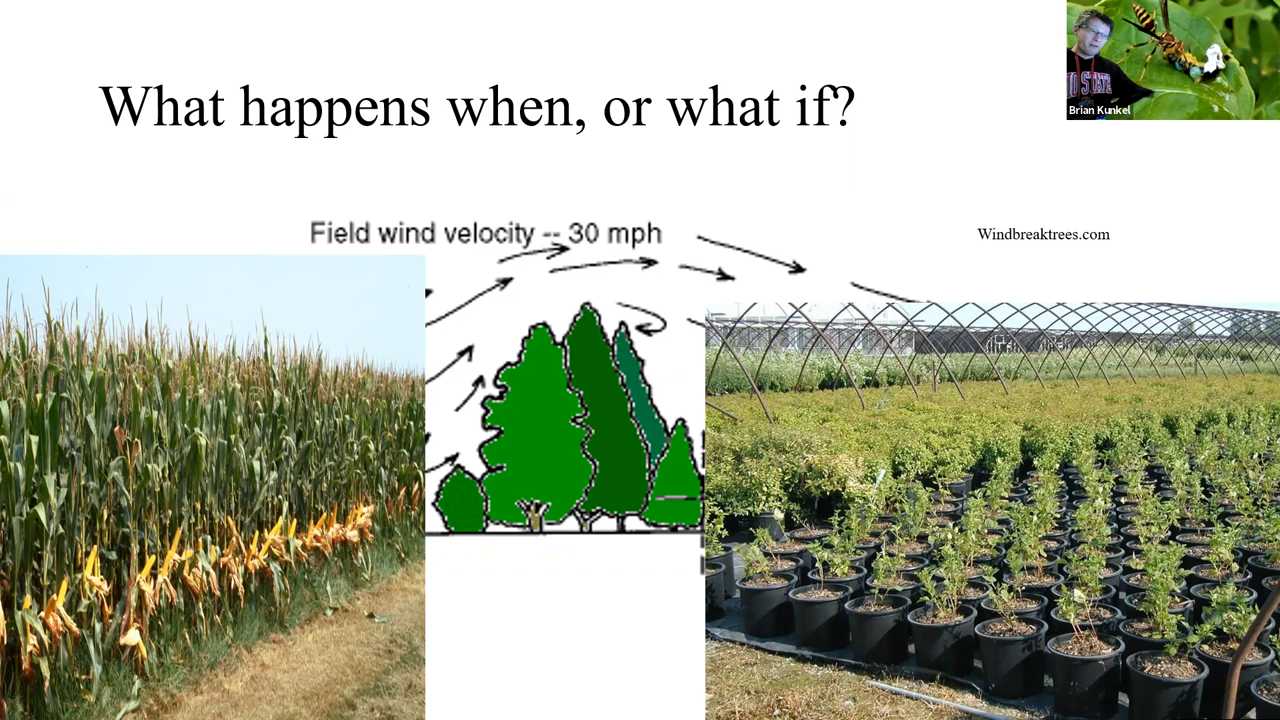 What happens when, or what if?
Brian Kunkel
Field wind velocity -- 30 mph
Windbreaktrees.com